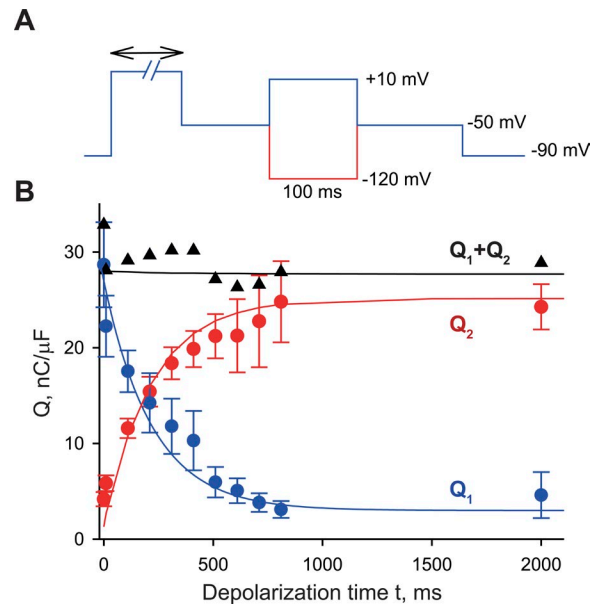 A
+10 mV
-50 mV
-90 mV
-120 mV
100 ms
B
30
20
10
0
Q, nC/μF
Q₁+Q₂
Q₂
Q₁
0
500
1000
1500
2000
Depolarization time t, ms